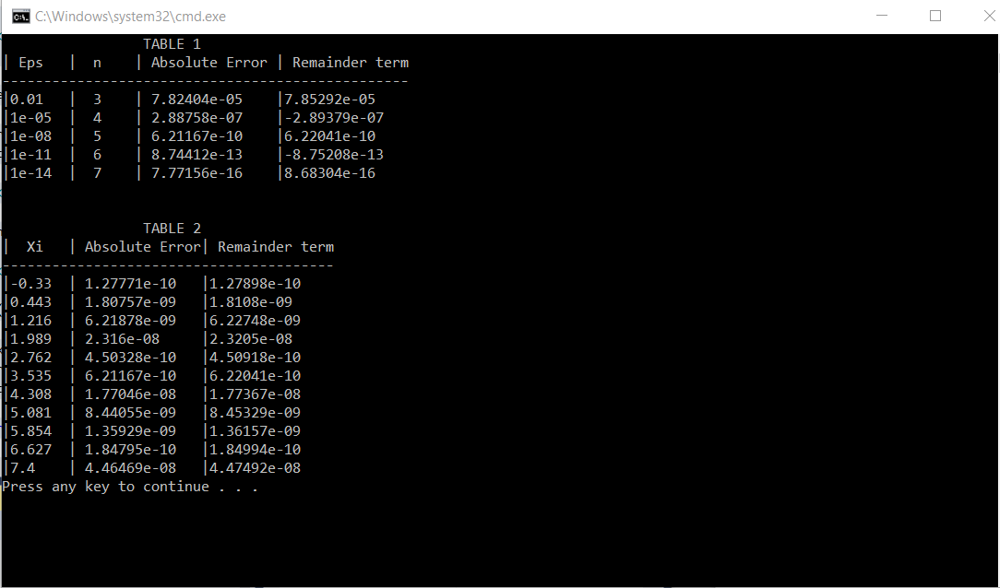 C:\Windows\system32\cmd.exe
TABLE 1
| Eps | n | Absolute Error | Remainder term
-------------------------------------------------
|0.01 | 3 | 7.82404e-05 |7.85292e-05
|1e-05 | 4 | 2.88758e-07 |-2.89379e-07
|1e-08 | 5 | 6.21167e-10 |6.22041e-10
|1e-11 | 6 | 8.74412e-13 |-8.75208e-13
|1e-14 | 7 | 7.77156e-16 |8.68304e-16
TABLE 2
| Xi | Absolute Error| Remainder term
----------------------------------------
|-0.33 | 1.27771e-10 |1.27898e-10
|0.443 | 1.80757e-09 |1.8108e-09
|1.216 | 6.21878e-09 |6.22748e-09
|1.989 | 2.316e-08 |2.3205e-08
|2.762 | 4.50328e-10 |4.50918e-10
|3.535 | 6.21167e-10 |6.22041e-10
|4.308 | 1.77046e-08 |1.77367e-08
|5.081 | 8.44055e-09 |8.45329e-09
|5.854 | 1.35929e-09 |1.36157e-09
|6.627 | 1.84795e-10 |1.84994e-10
|7.4 | 4.46469e-08 |4.47492e-08
Press any key to continue . . .